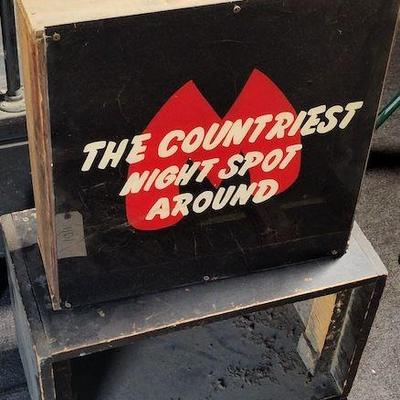 THE COUNTRIEST
NIGHT SPOT
AROUND